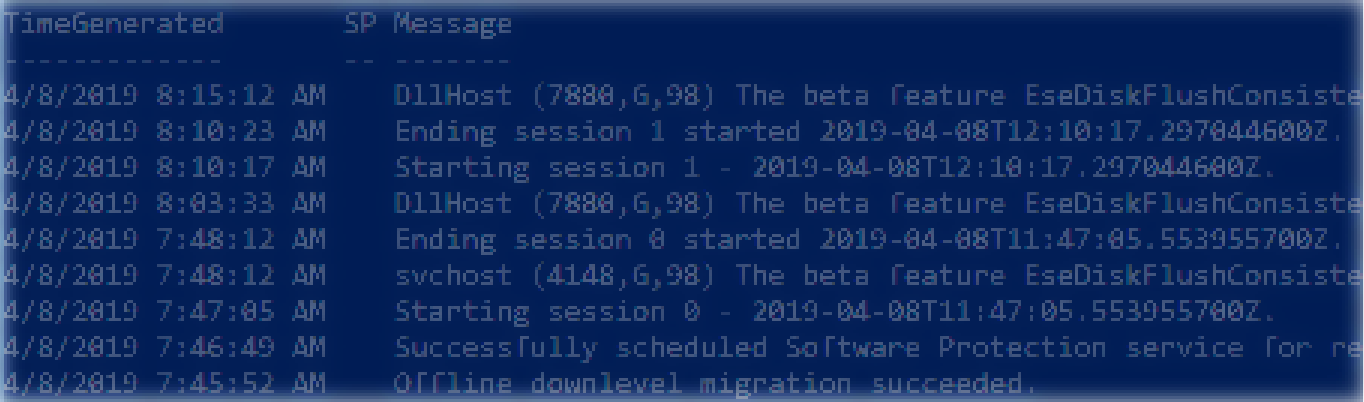 TimeGenerated SP Message
------------- -- -------
4/8/2019 8:15:12 AM DllHost (7880,G,98) The beta feature EseDiskFlushConsiste
4/8/2019 8:10:23 AM Ending session 1 started 2019-04-08T12:10:17.297044600Z.
4/8/2019 8:10:17 AM Starting session 1 - 2019-04-08T12:10:17.297044600Z.
4/8/2019 8:03:33 AM DllHost (7880,G,98) The beta feature EseDiskFlushConsiste
4/8/2019 7:48:12 AM Ending session 0 started 2019-04-08T11:47:05.553955700Z.
4/8/2019 7:48:12 AM svchost (4148,G,98) The beta feature EseDiskFlushConsiste
4/8/2019 7:47:05 AM Starting session 0 - 2019-04-08T11:47:05.553955700Z.
4/8/2019 7:46:49 AM Successfully scheduled Software Protection service for re
4/8/2019 7:45:52 AM Offline downlevel migration succeeded.